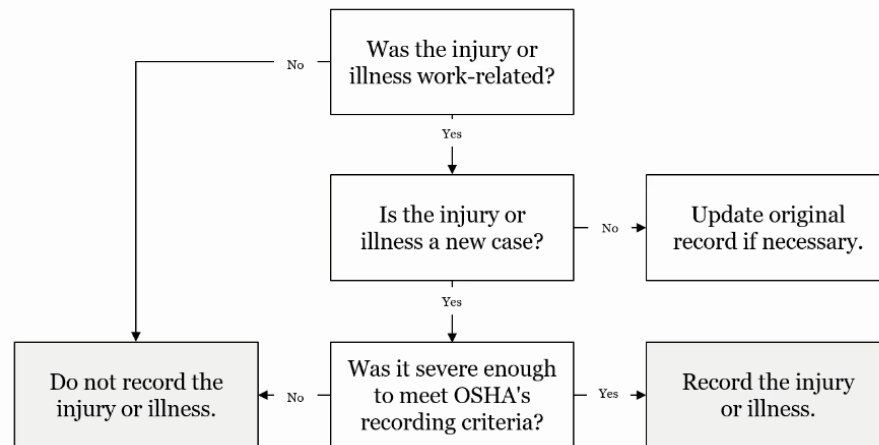 Was the injury or
illness work-related?
No
Yes
Is the injury or
illness a new case?
No
Update original
record if necessary.
Yes
Do not record the
injury or illness.
No
Was it severe enough
to meet OSHA's
recording criteria?
Yes
Record the injury
or illness.